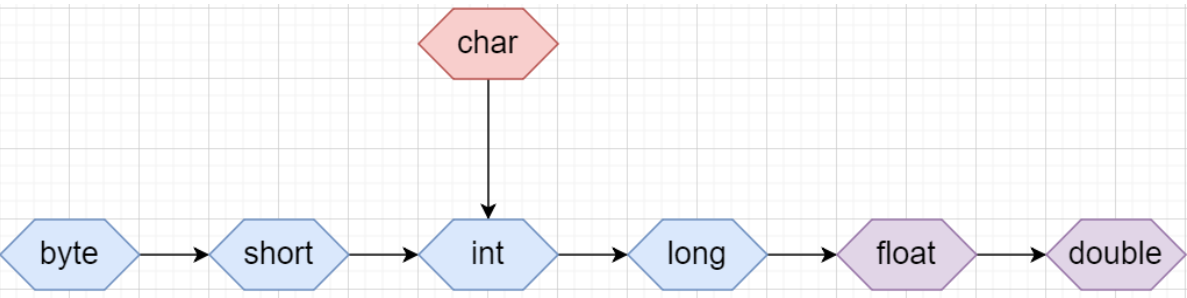 char
byte
short
int
long
float
double